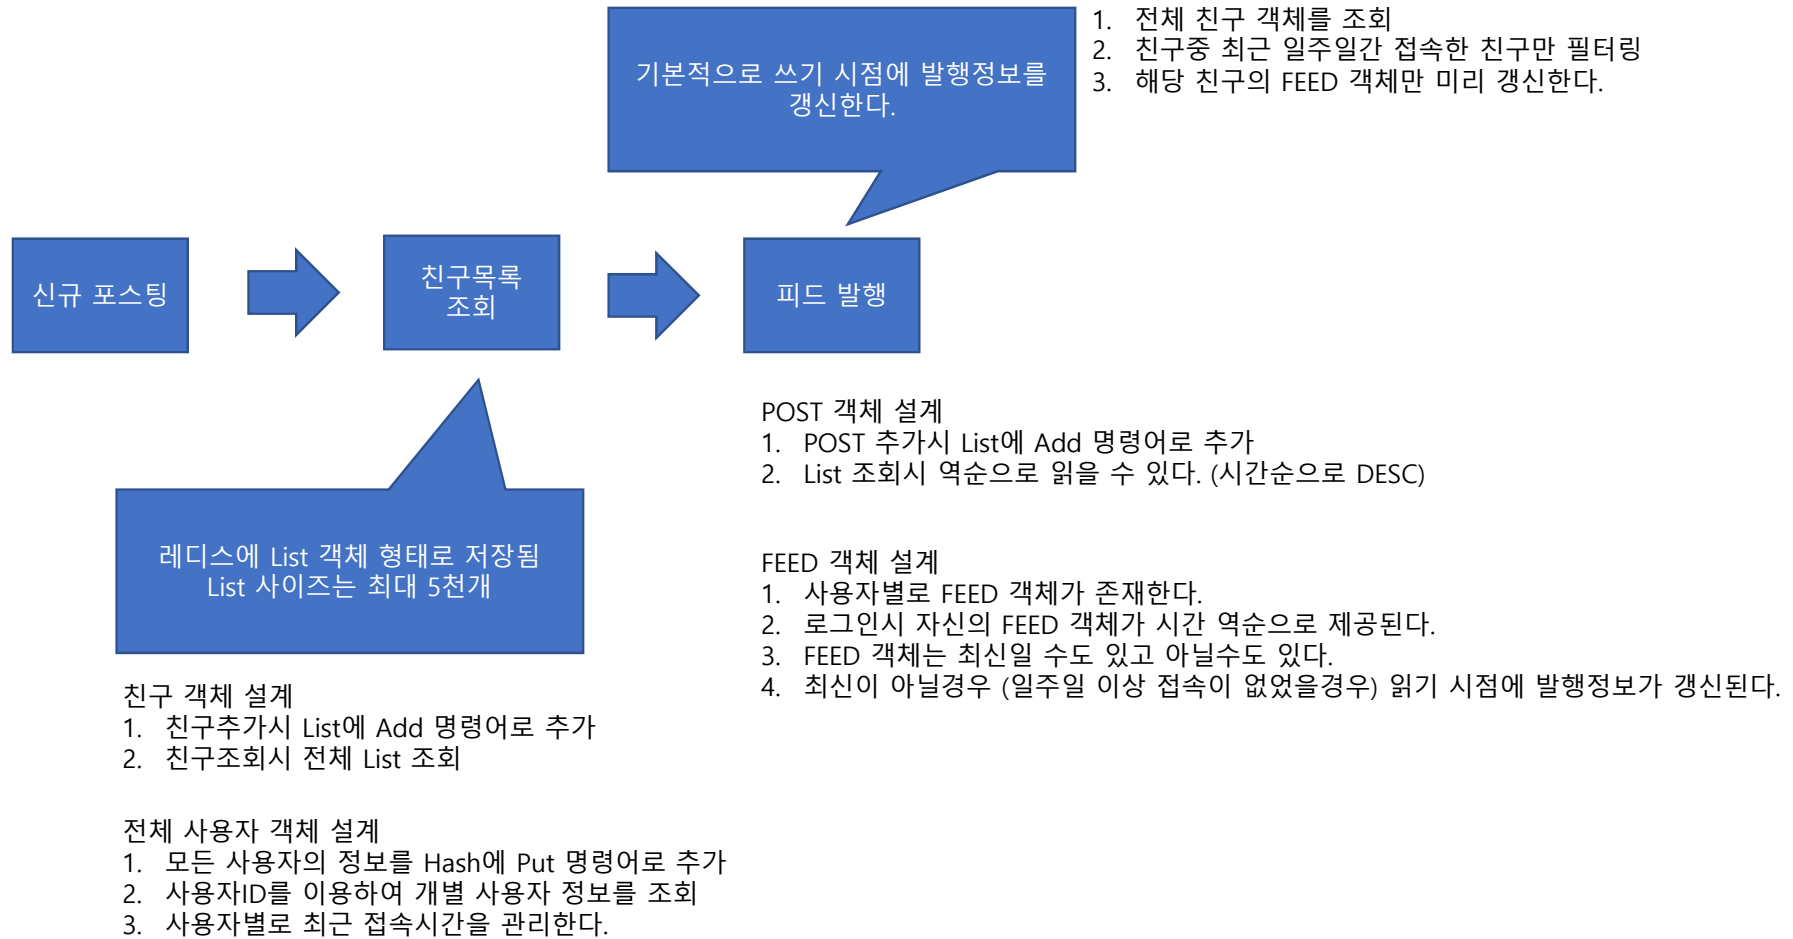 기본적으로 쓰기 시점에 발행정보를
갱신한다.
1. 전체 친구 객체를 조회
2. 친구중 최근 일주일간 접속한 친구만 필터링
3. 해당 친구의 FEED 객체만 미리 갱신한다.
신규 포스팅
친구목록
조회
피드 발행
레디스에 List 객체 형태로 저장됨
List 사이즈는 최대 5천개
POST 객체 설계
1. POST 추가시 List에 Add 명령어로 추가
2. List 조회시 역순으로 읽을 수 있다. (시간순으로 DESC)
FEED 객체 설계
1. 사용자별로 FEED 객체가 존재한다.
2. 로그인시 자신의 FEED 객체가 시간 역순으로 제공된다.
3. FEED 객체는 최신일 수도 있고 아닐수도 있다.
4. 최신이 아닐경우 (일주일 이상 접속이 없었을경우) 읽기 시점에 발행정보가 갱신된다.
친구 객체 설계
1. 친구추가시 List에 Add 명령어로 추가
2. 친구조회시 전체 List 조회
전체 사용자 객체 설계
1. 모든 사용자의 정보를 Hash에 Put 명령어로 추가
2. 사용자ID를 이용하여 개별 사용자 정보를 조회
3. 사용자별로 최근 접속시간을 관리한다.